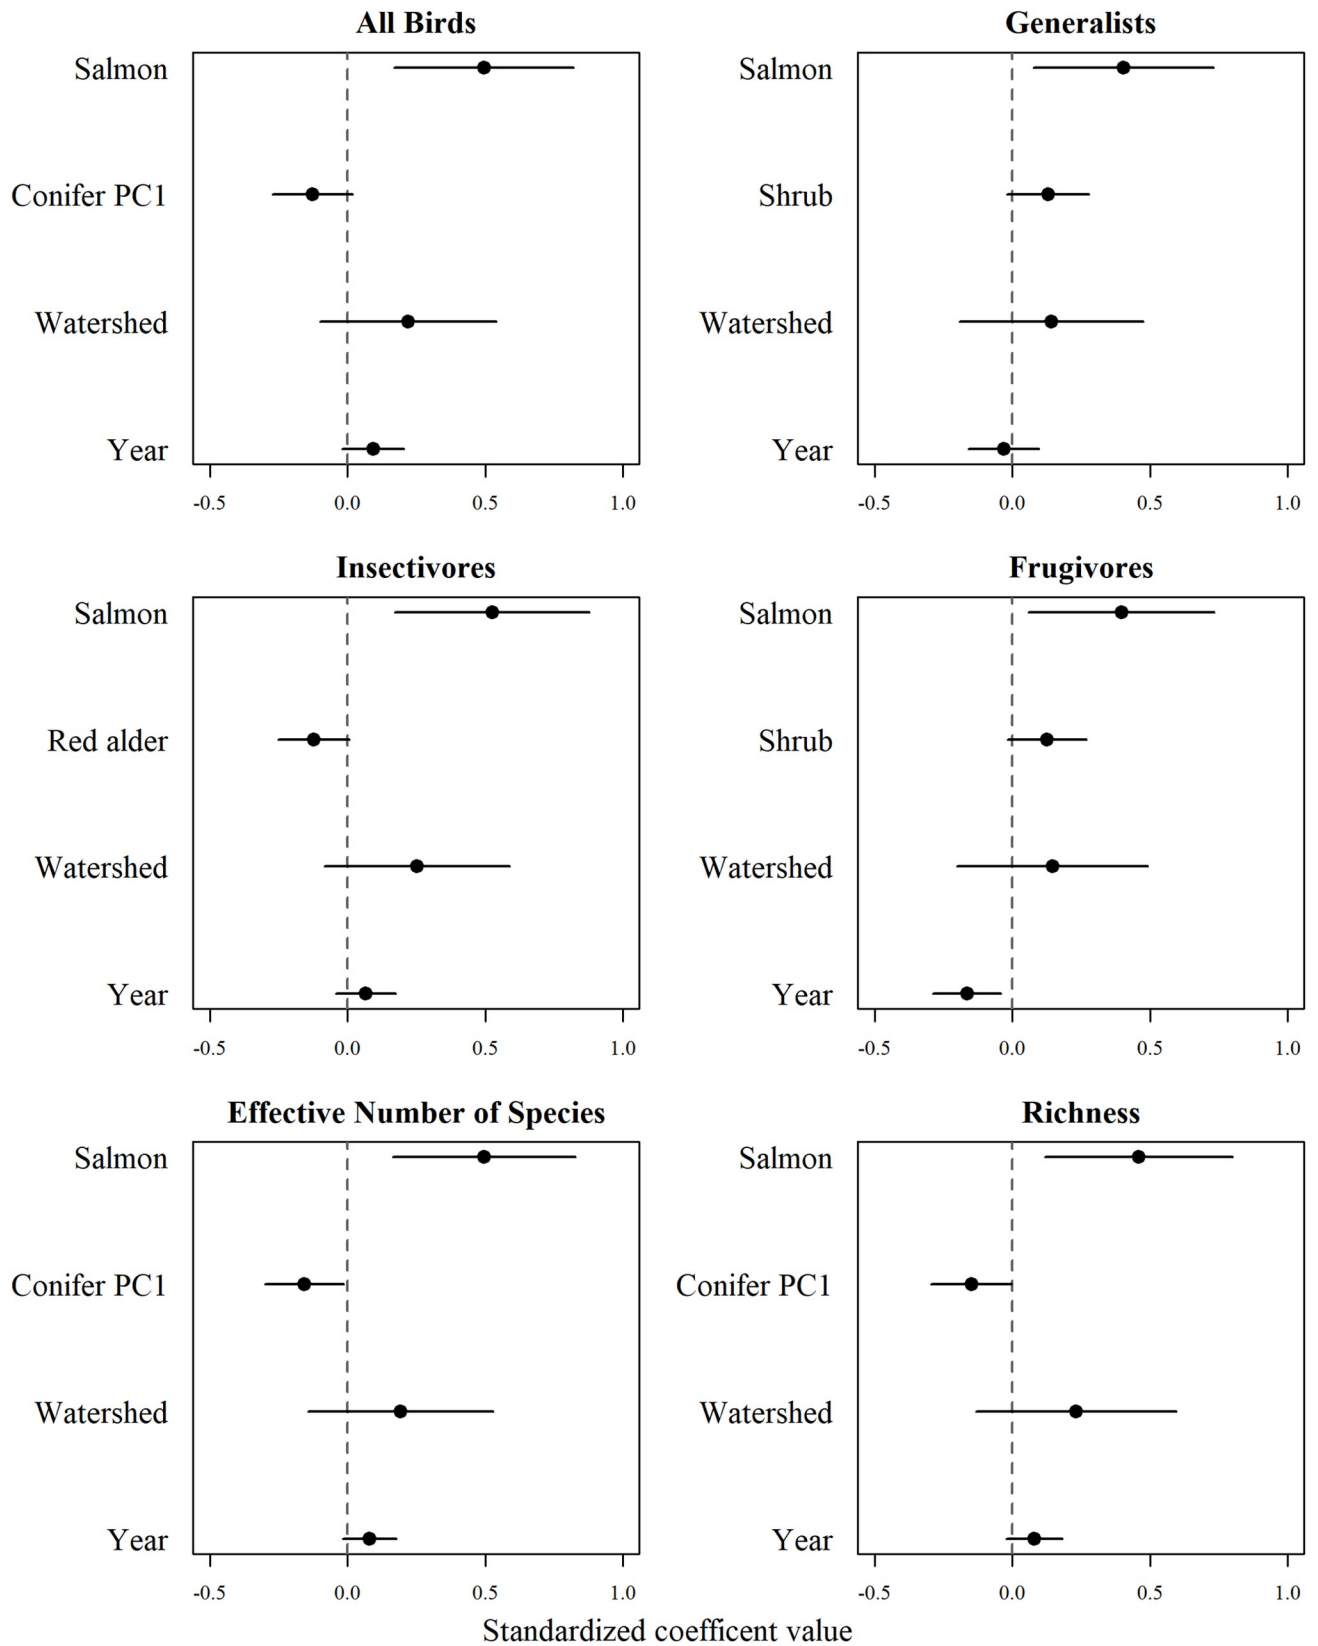 All Birds
Salmon
Conifer PC1
Watershed
Year
-0.5 0.0 0.5 1.0
Generalists
Salmon
Shrub
Watershed
Year
-0.5 0.0 0.5 1.0
Insectivores
Salmon
Red alder
Watershed
Year
-0.5 0.0 0.5 1.0
Frugivores
Salmon
Shrub
Watershed
Year
-0.5 0.0 0.5 1.0
Effective Number of Species
Salmon
Conifer PC1
Watershed
Year
-0.5 0.0 0.5 1.0
Richness
Salmon
Conifer PC1
Watershed
Year
-0.5 0.0 0.5 1.0
Standardized coefficent value